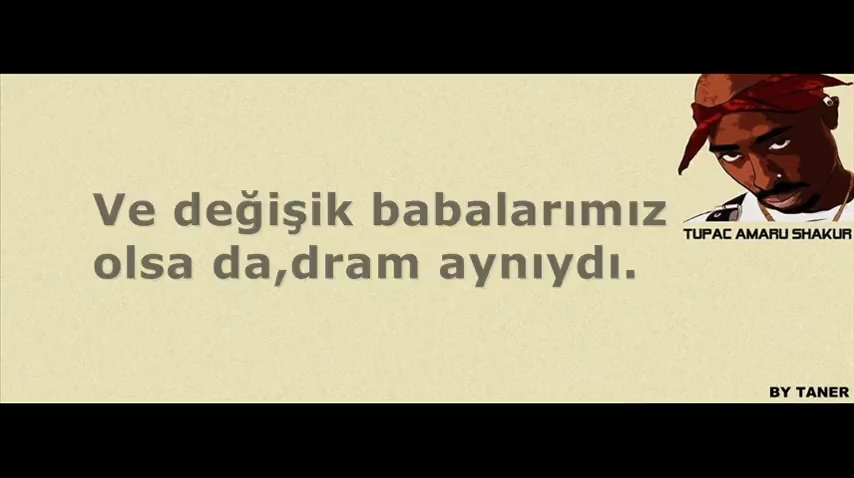 Ve değişik babalarımız
olsa da,dram aynıydı.
TUPAC AMARU SHAKUR
BY TANER